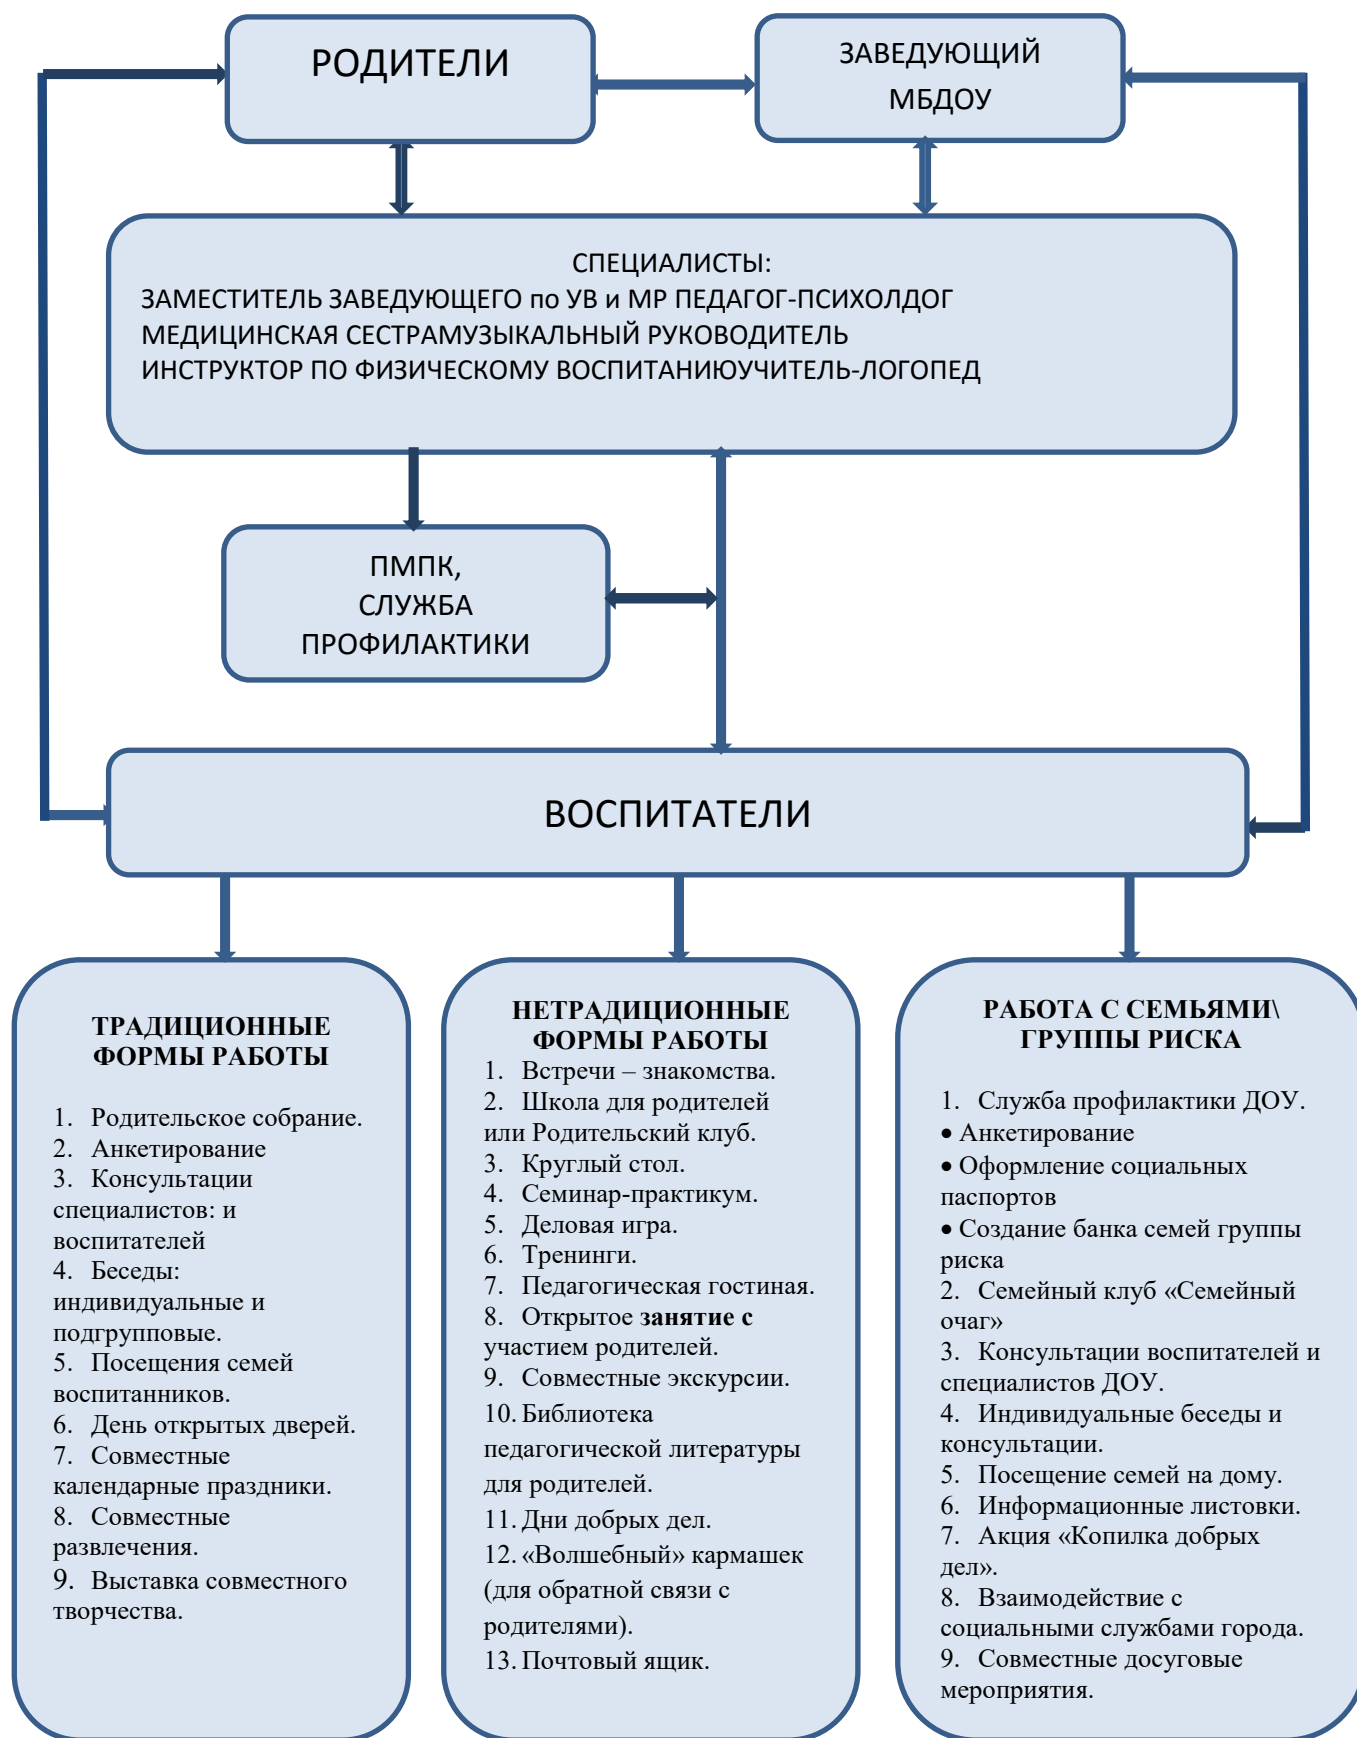 РОДИТЕЛИ
ЗАВЕДУЮЩИЙ
МБДОУ
СПЕЦИАЛИСТЫ:
ЗАМЕСТИТЕЛЬ ЗАВЕДУЮЩЕГО по УВ и МР ПЕДАГОГ-ПСИХОЛДОГ
МЕДИЦИНСКАЯ СЕСТРАМУЗЫКАЛЬНЫЙ РУКОВОДИТЕЛЬ
ИНСТРУКТОР ПО ФИЗИЧЕСКОМУ ВОСПИТАНИЮУЧИТЕЛЬ-ЛОГОПЕД
ПМПК,
СЛУЖБА
ПРОФИЛАКТИКИ
ВОСПИТАТЕЛИ
ТРАДИЦИОННЫЕ
ФОРМЫ РАБОТЫ
1. Родительское собрание.
2. Анкетирование
3. Консультации
специалистов: и
воспитателей
4. Беседы:
индивидуальные и
подгрупповые.
5. Посещения семей
воспитанников.
6. День открытых дверей.
7. Совместные
календарные праздники.
8. Совместные
развлечения.
9. Выставка совместного
творчества.
НЕТРАДИЦИОННЫЕ
ФОРМЫ РАБОТЫ
1. Встречи – знакомства.
2. Школа для родителей
или Родительский клуб.
3. Круглый стол.
4. Семинар-практикум.
5. Деловая игра.
6. Тренинги.
7. Педагогическая гостиная.
8. Открытое занятие с
участием родителей.
9. Совместные экскурсии.
10. Библиотека
педагогической литературы
для родителей.
11. Дни добрых дел.
12. «Волшебный» кармашек
(для обратной связи с
родителями).
13. Почтовый ящик.
РАБОТА С СЕМЬЯМИ\
ГРУППЫ РИСКА
1. Служба профилактики ДОУ.
• Анкетирование
• Оформление социальных
паспортов
• Создание банка семей группы
риска
2. Семейный клуб «Семейный
очаг»
3. Консультации воспитателей и
специалистов ДОУ.
4. Индивидуальные беседы и
консультации.
5. Посещение семей на дому.
6. Информационные листовки.
7. Акция «Копилка добрых
дел».
8. Взаимодействие с
социальными службами города.
9. Совместные досуговые
мероприятия.